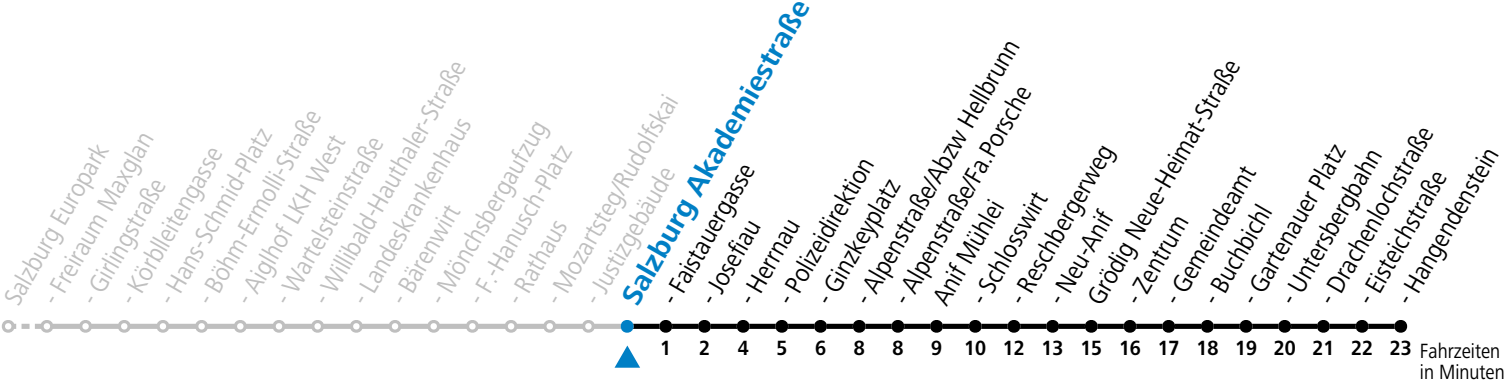 Salzburg Europark
- Freiraum Maxglan
- Girlingstraße
- Körblleitengasse
- Hans-Schmid-Platz
- Böhm-Ermolli-Straße
- Aiglhof LKH West
- Wartelsteinstraße
- Willibald-Hauthaler-Straße
- Landeskrankenhaus
- Bärenwirt
- Mönchsbergaufzug
- F.-Hanusch-Platz
- Rathaus
- Mozartsteg/Rudolfskai
- Justizgebäude
Salzburg Akademiestraße
- Faistauergasse
- Josefiau
- Herrnau
- Polizeidirektion
- Ginzkeyplatz
- Alpenstraße/Abzw Hellbrunn
- Alpenstraße/Fa.Porsche
Anif Mühlei
- Schlosswirt
- Reschbergerweg
- Neu-Anif
Grödig Neue-Heimat-Straße
- Zentrum
- Gemeindeamt
- Buchbichl
- Gartenauer Platz
- Untersbergbahn
- Drachenlochstraße
- Eisteichstraße
- Hangendenstein
1 2 4 5 6 8 8 9 10 12 13 15 16 17 18 19 20 21 22 23 Fahrzeiten
in Minuten